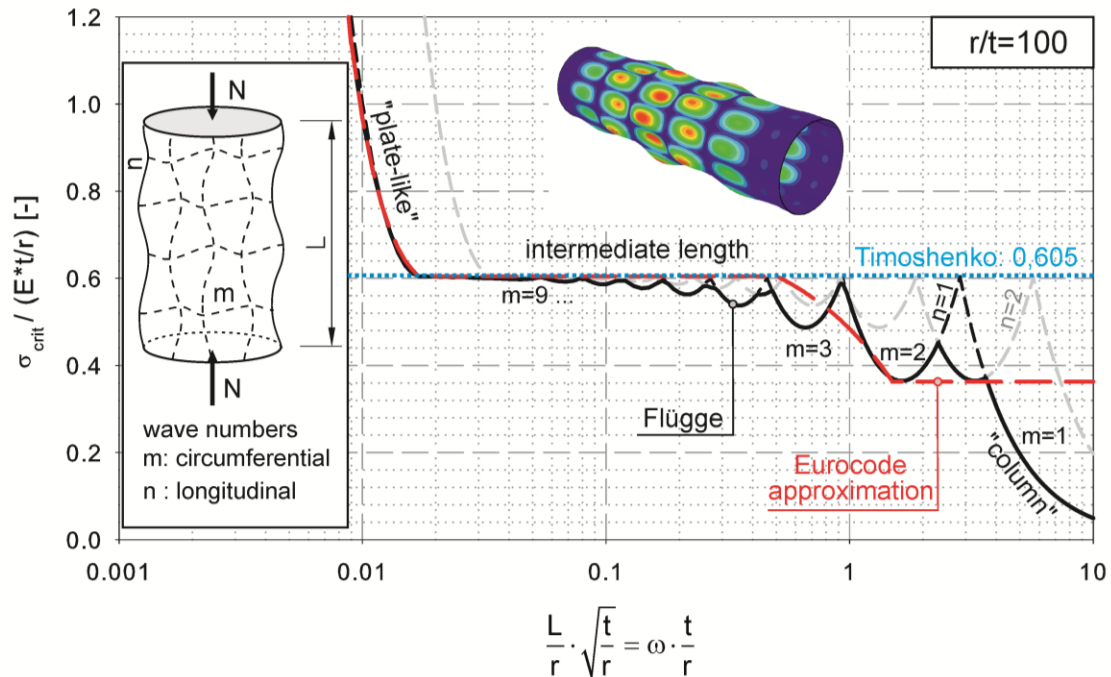 r/t=100
1.2
1.0
0.8
0.6
0.4
0.2
0.0
σcrit / (E*t/r) [-]
N
n
L
m
N
wave numbers
m: circumferential
n : longitudinal
"plate-like"
intermediate length
Timoshenko: 0,605
m=9 ....
m=3
m=2
n=1
n=2
Flügge
m=1
"column"
Eurocode
approximation
0.001
0.01
0.1
1
10
L/r · √(t/r) = ω · t/r